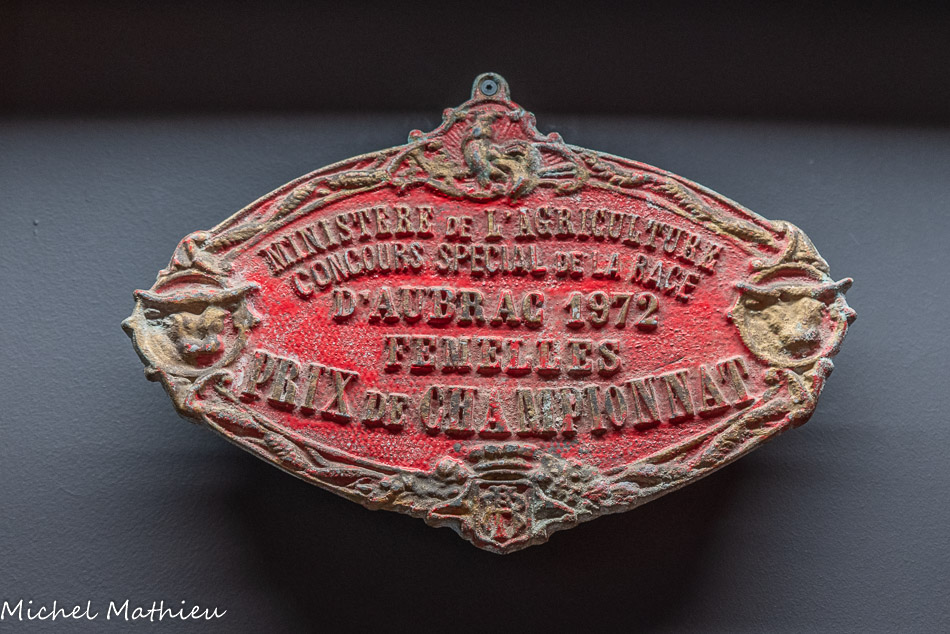 MINISTERE DE L'AGRICULTURE
CONCOURS SPECIAL DE LA RACE
D'AUBRAC 1972
FEMELLES
PRIX DE CHAMPIONNAT
Michel Mathieu